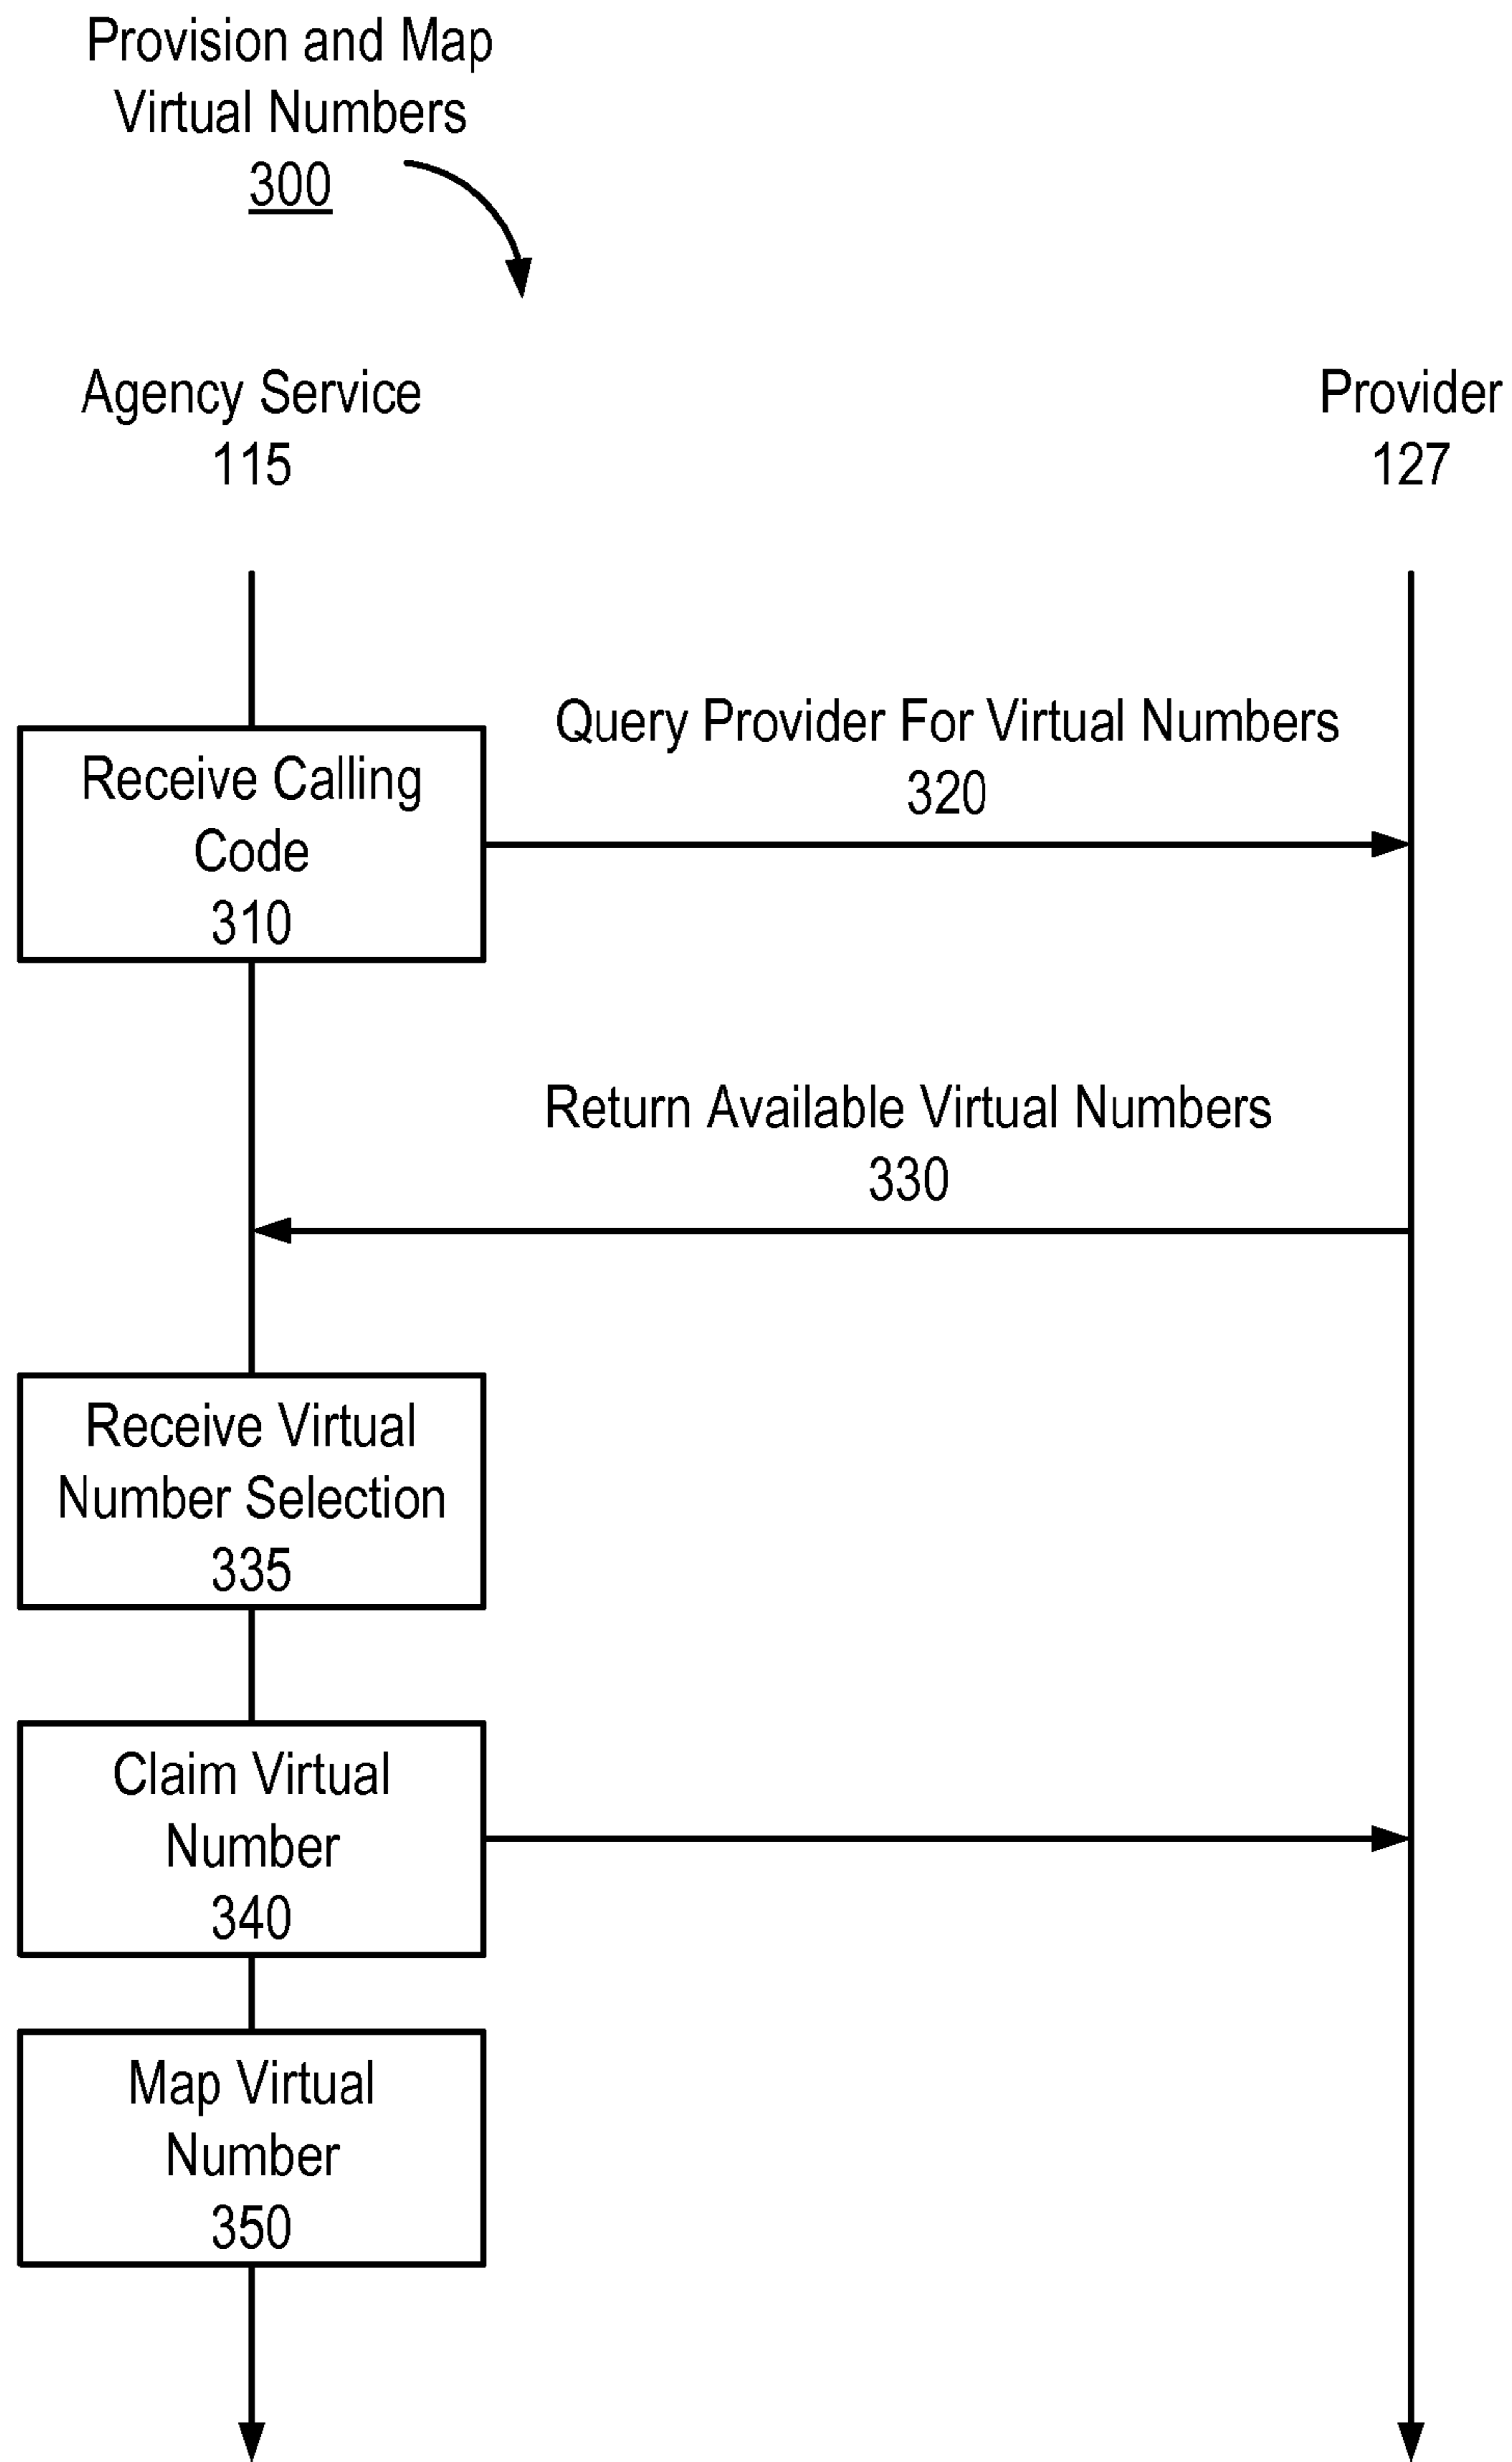 Provision and Map
Virtual Numbers
300
Agency Service
115
Provider
127
Receive Calling
Code
310
Query Provider For Virtual Numbers
320
Return Available Virtual Numbers
330
Receive Virtual
Number Selection
335
Claim Virtual
Number
340
Map Virtual
Number
350